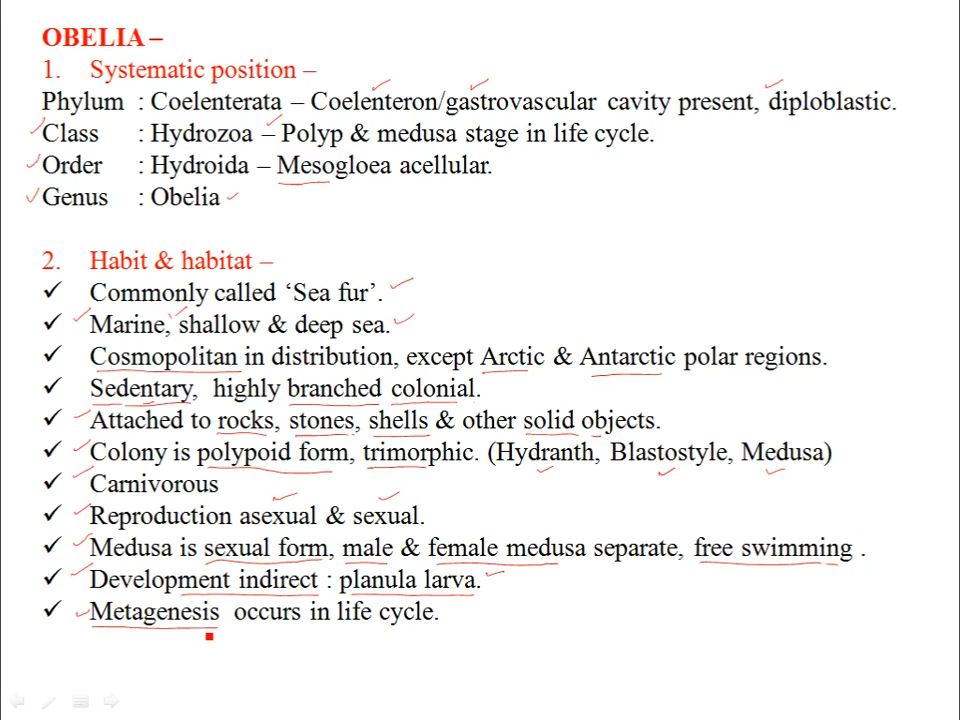 OBELIA –
1. Systematic position –
Phylum : Coelenterata – Coelenteron/gastrovascular cavity present, diploblastic.
Class : Hydrozoa – Polyp & medusa stage in life cycle.
Order : Hydroida – Mesogloea acellular.
Genus : Obelia
2. Habit & habitat –
✓ Commonly called ‘Sea fur’.
✓ Marine, shallow & deep sea.
✓ Cosmopolitan in distribution, except Arctic & Antarctic polar regions.
✓ Sedentary, highly branched colonial.
✓ Attached to rocks, stones, shells & other solid objects.
✓ Colony is polypoid form, trimorphic. (Hydranth, Blastostyle, Medusa)
✓ Carnivorous
✓ Reproduction asexual & sexual.
✓ Medusa is sexual form, male & female medusa separate, free swimming .
✓ Development indirect : planula larva.
✓ Metagenesis occurs in life cycle.